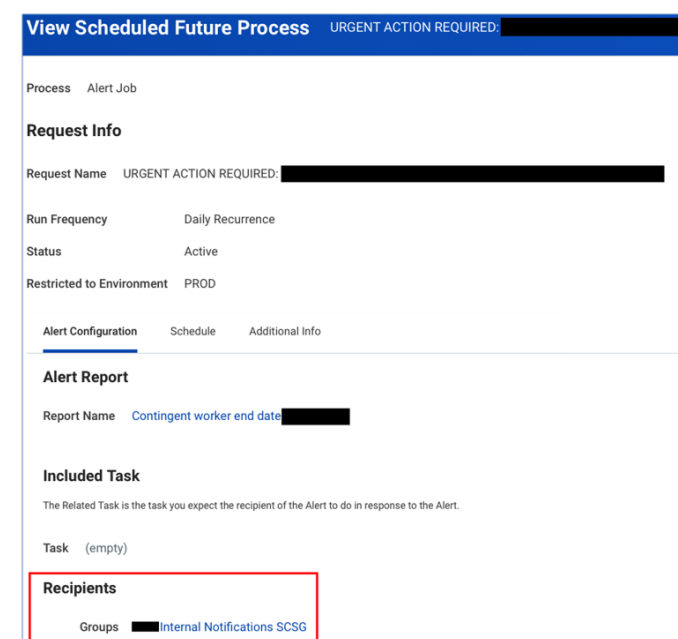 View Scheduled Future Process URGENT ACTION REQUIRED:
Process Alert Job
Request Info
Request Name URGENT ACTION REQUIRED:
Run Frequency Daily Recurrence
Status Active
Restricted to Environment PROD
Alert Configuration Schedule Additional Info
Alert Report
Report Name Contingent worker end date
Included Task
The Related Task is the task you expect the recipient of the Alert to do in response to the Alert.
Task (empty)
Recipients
Groups Internal Notifications SCSG